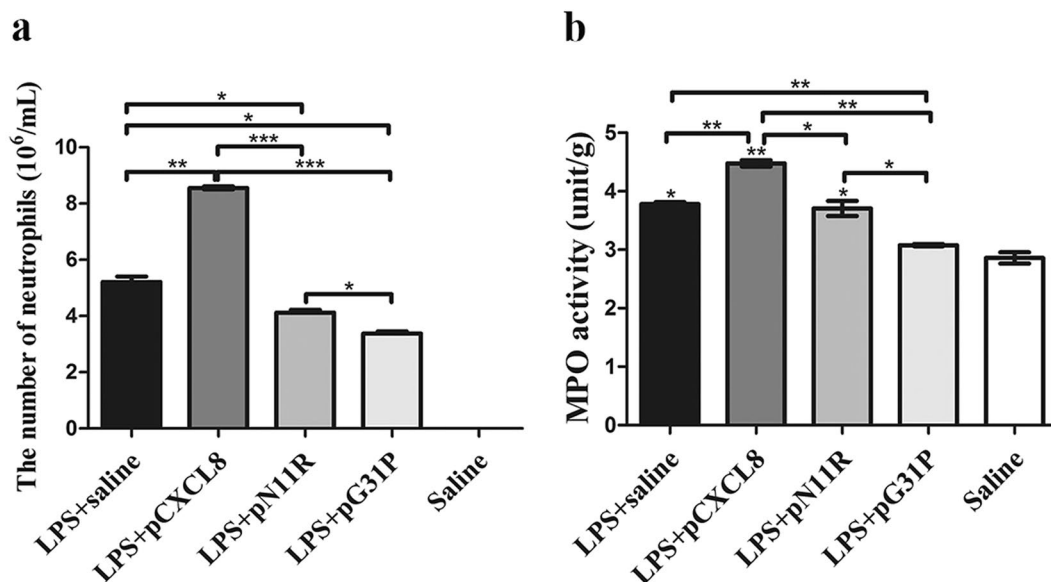 a
The number of neutrophils (10⁶/mL)
10
8
6
4
2
0
*
*
***
**
***
*
LPS+saline
LPS+pCXCL8
LPS+pN11R
LPS+pG31P
Saline
b
MPO activity (unit/g)
5
4
3
2
1
0
**
**
**
*
**
*
*
*
LPS+saline
LPS+pCXCL8
LPS+pN11R
LPS+pG31P
Saline